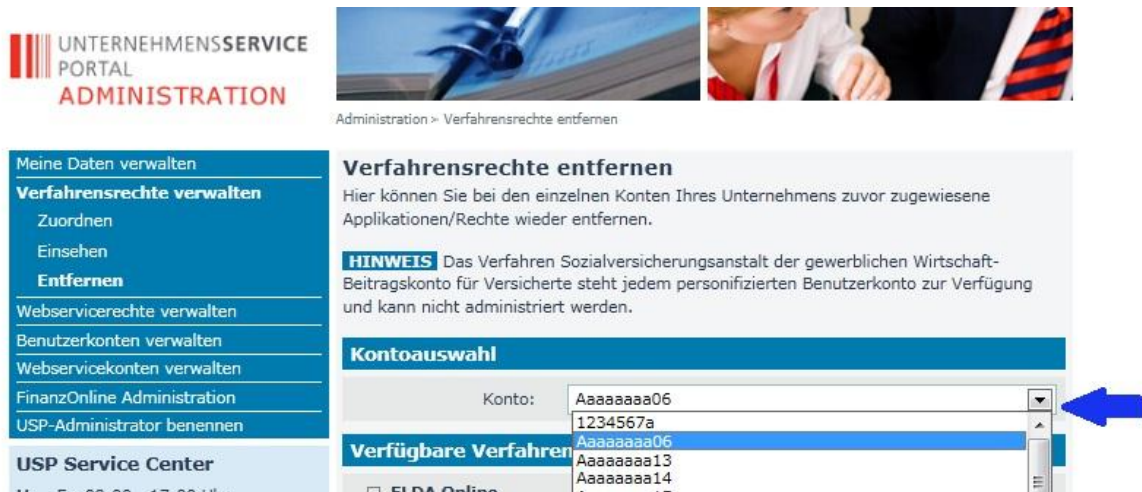 UNTERNEHMENSSERVICE
PORTAL
ADMINISTRATION
Administration > Verfahrensrechte entfernen
Meine Daten verwalten
Verfahrensrechte verwalten
Zuordnen
Einsehen
Entfernen
Webservicerechte verwalten
Benutzerkonten verwalten
Webservicekonten verwalten
FinanzOnline Administration
USP-Administrator benennen
USP Service Center
Verfahrensrechte entfernen
Hier können Sie bei den einzelnen Konten Ihres Unternehmens zuvor zugewiesene
Applikationen/Rechte wieder entfernen.
HINWEIS Das Verfahren Sozialversicherungsanstalt der gewerblichen Wirtschaft-
Beitragskonto für Versicherte steht jedem personifizierten Benutzerkonto zur Verfügung
und kann nicht administriert werden.
Kontoauswahl
Konto: Aaaaaaaa06
1234567a
Aaaaaaaa06
Aaaaaaaa13
Aaaaaaaa14
Verfügbare Verfahren
ELDA Online